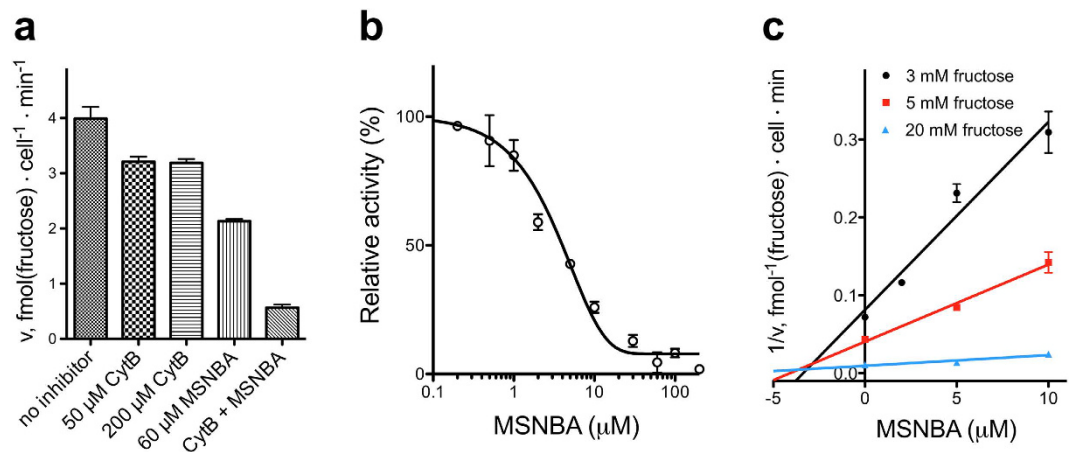 a
v, fmol(fructose) · cell-1 · min-1
5
4
3
2
1
0
no inhibitor
50 μM CytB
200 μM CytB
60 μM MSNBA
CytB + MSNBA
b
Relative activity (%)
100
50
0
0.1
1
10
100
MSNBA (μM)
c
1/v, fmol-1(fructose) · cell · min
3 mM fructose
5 mM fructose
20 mM fructose
0.3
0.2
0.1
0.0
-5
0
5
10
MSNBA (μM)